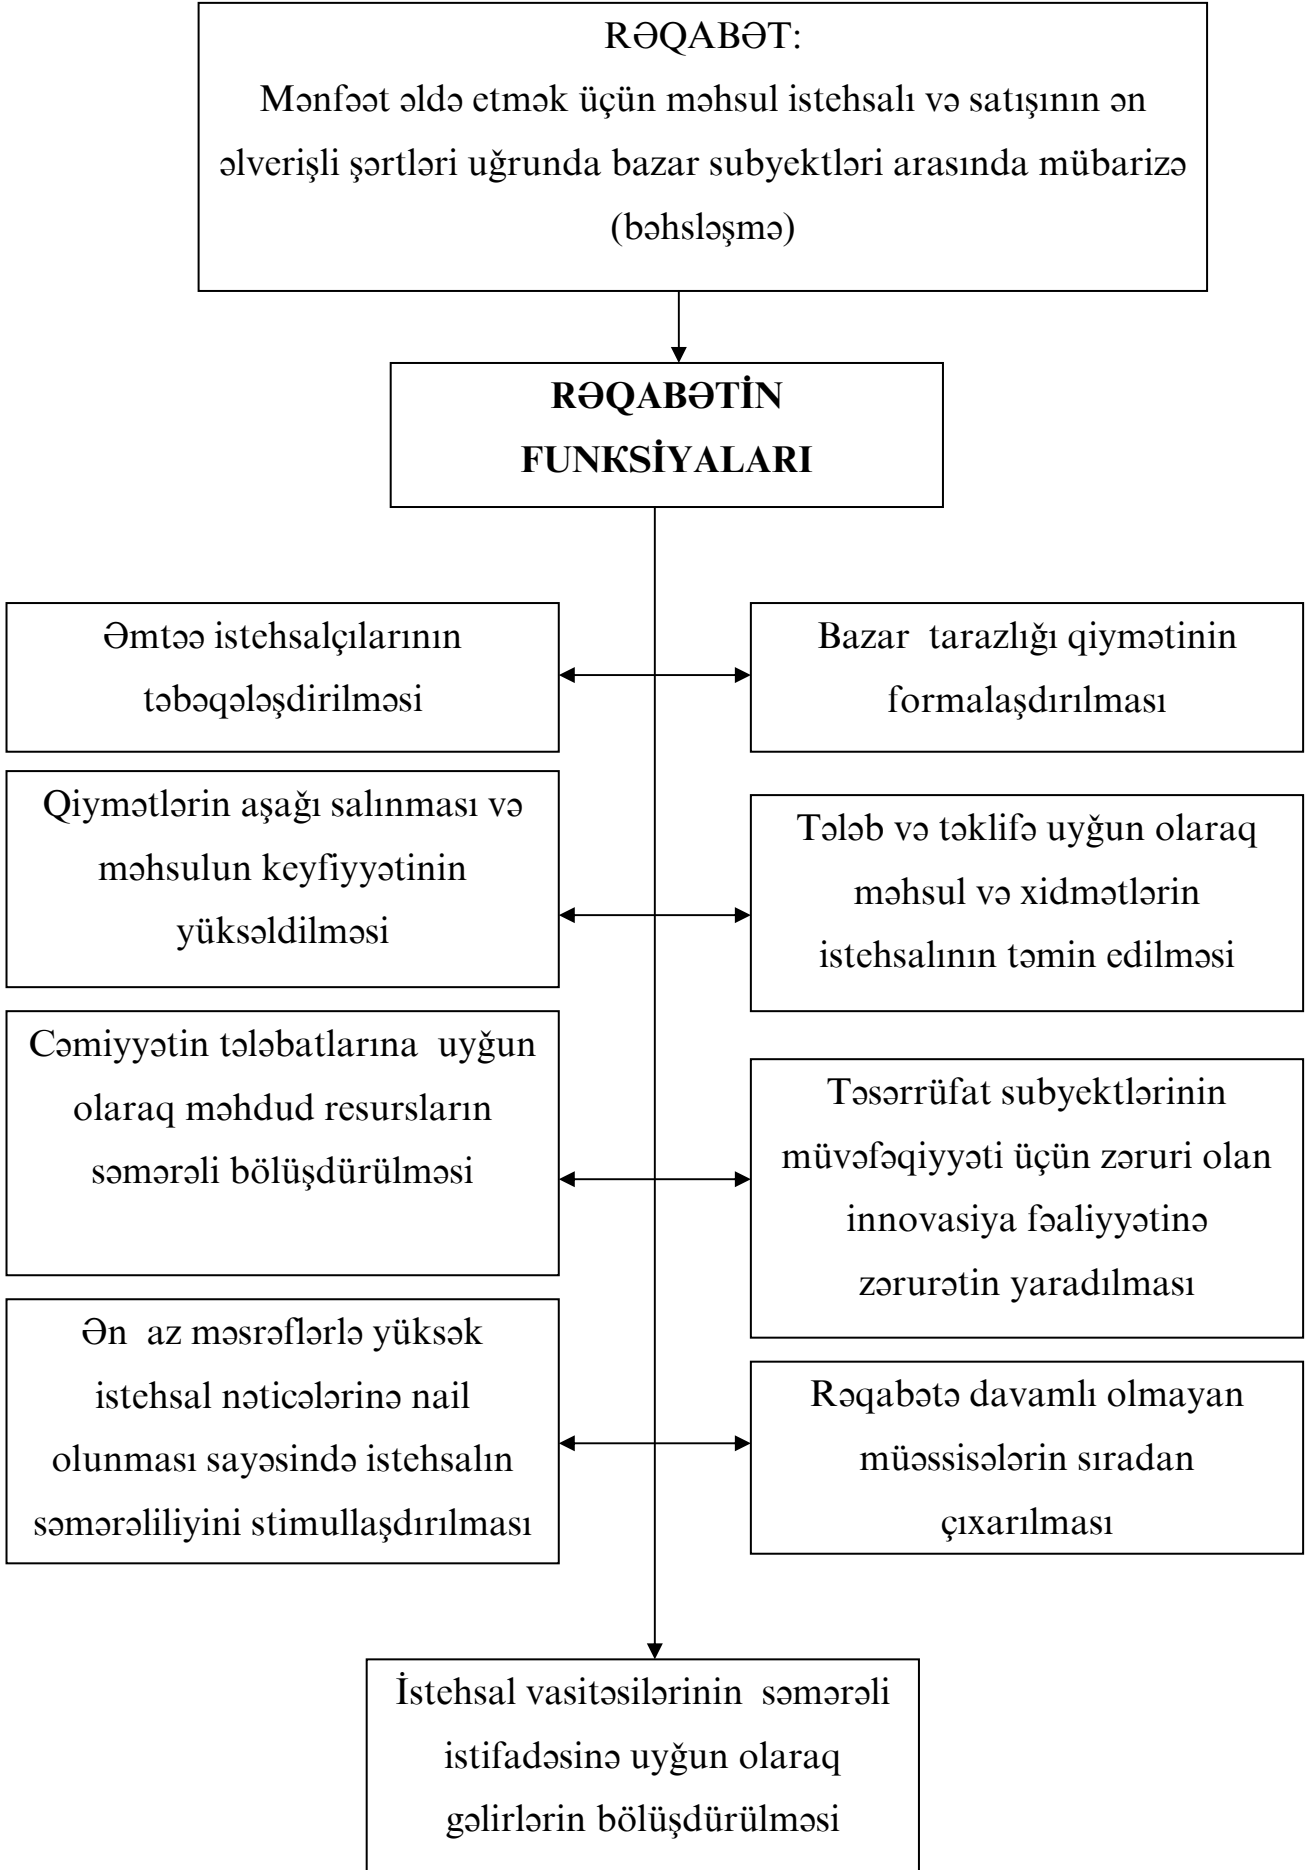 RƏQABƏT:
Mənfəət əldə etmək üçün məhsul istehsalı və satışının ən
əlverişli şərtləri uğrunda bazar subyektləri arasında mübarizə
(bəhsləşmə)
RƏQABƏTİN
FUNKSİYALARI
Əmtəə istehsalçılarının
təbəqələşdirilməsi
Bazar tarazlığı qiymətinin
formalaşdırılması
Qiymətlərin aşağı salınması və
məhsulun keyfiyyətinin
yüksəldilməsi
Tələb və təklifə uyğun olaraq
məhsul və xidmətlərin
istehsalının təmin edilməsi
Cəmiyyətin tələbatlarına uyğun
olaraq məhdud resursların
səmərəli bölüşdürülməsi
Təsərrüfat subyektlərinin
müvəfəqiyyəti üçün zəruri olan
innovasiya fəaliyyətinə
zərurətin yaradılması
Ən az məsrəflərlə yüksək
istehsal nəticələrinə nail
olunması sayəsində istehsalın
səmərəliliyini stimullaşdırılması
Rəqabətə davamlı olmayan
müəssisələrin sıradan
çıxarılması
İstehsal vasitəsilərinin səmərəli
istifadəsinə uyğun olaraq
gəlirlərin bölüşdürülməsi